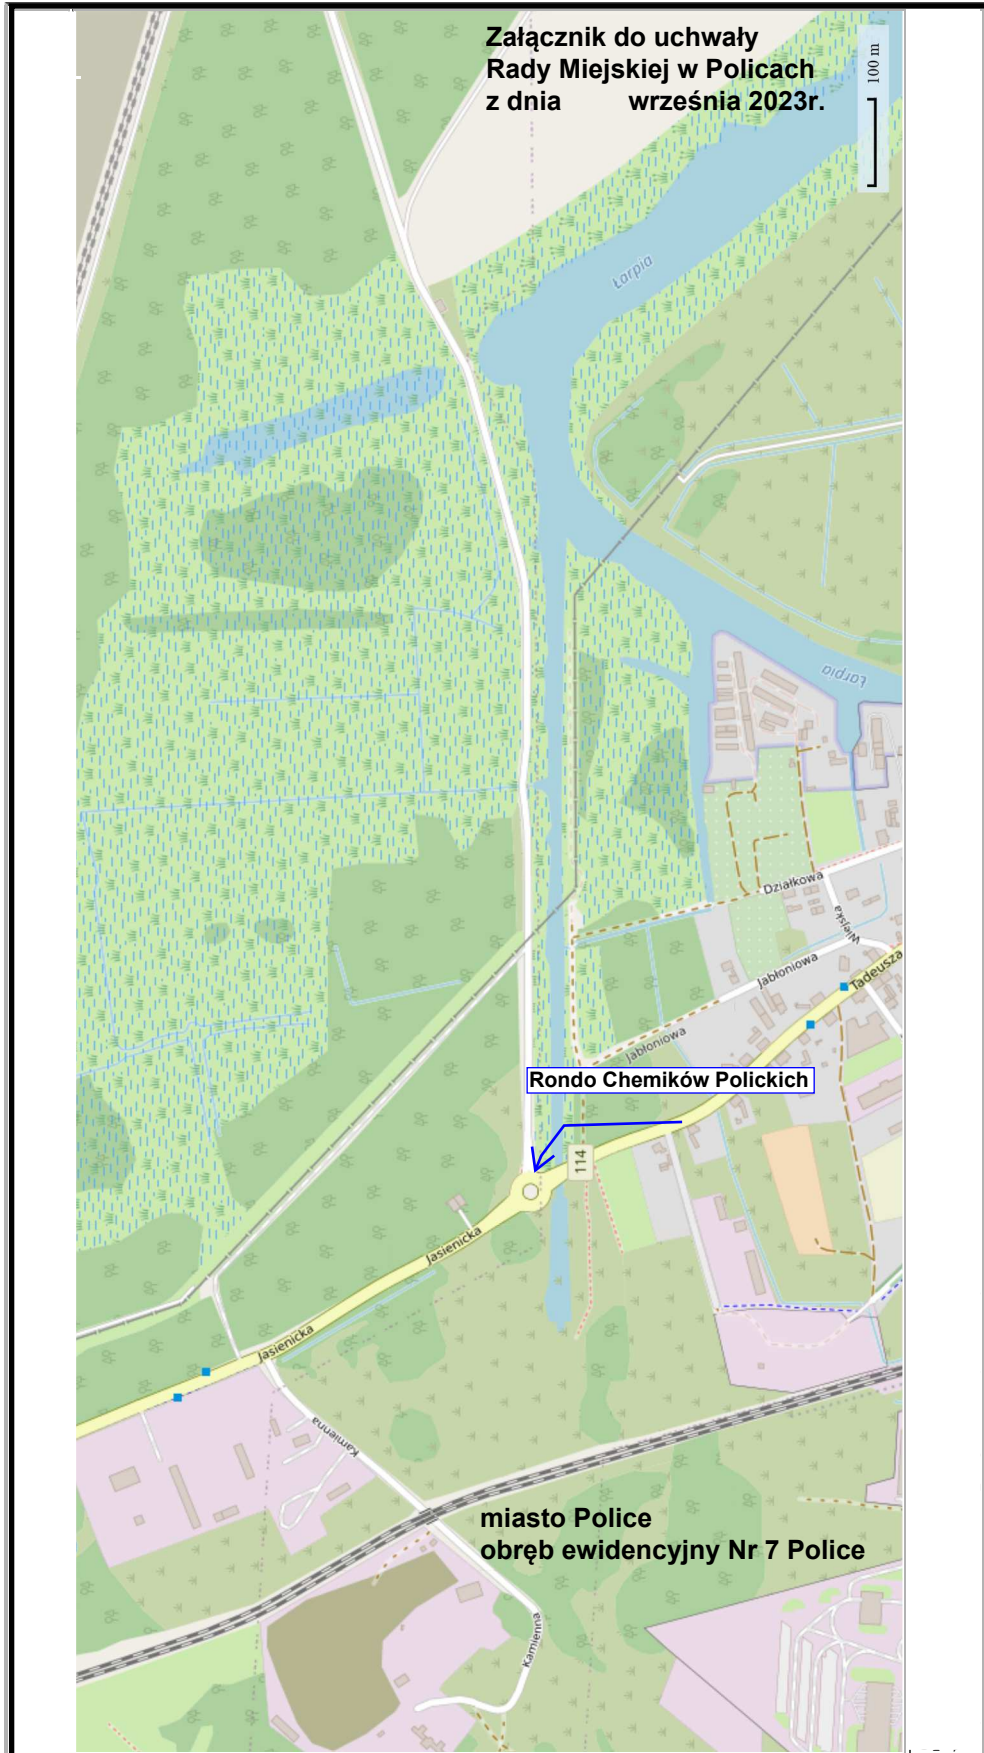 Załącznik do uchwały
Rady Miejskiej w Policach
z dnia września 2023r.
100 m
Łarpia
Łarpia
Działkowa
Wiejska
Jabłoniowa
Tadeusza
Jabłoniowa
Rondo Chemików Polickich
114
Jasienicka
Jasienicka
Kamienna
miasto Police
obręb ewidencyjny Nr 7 Police
Kamienna